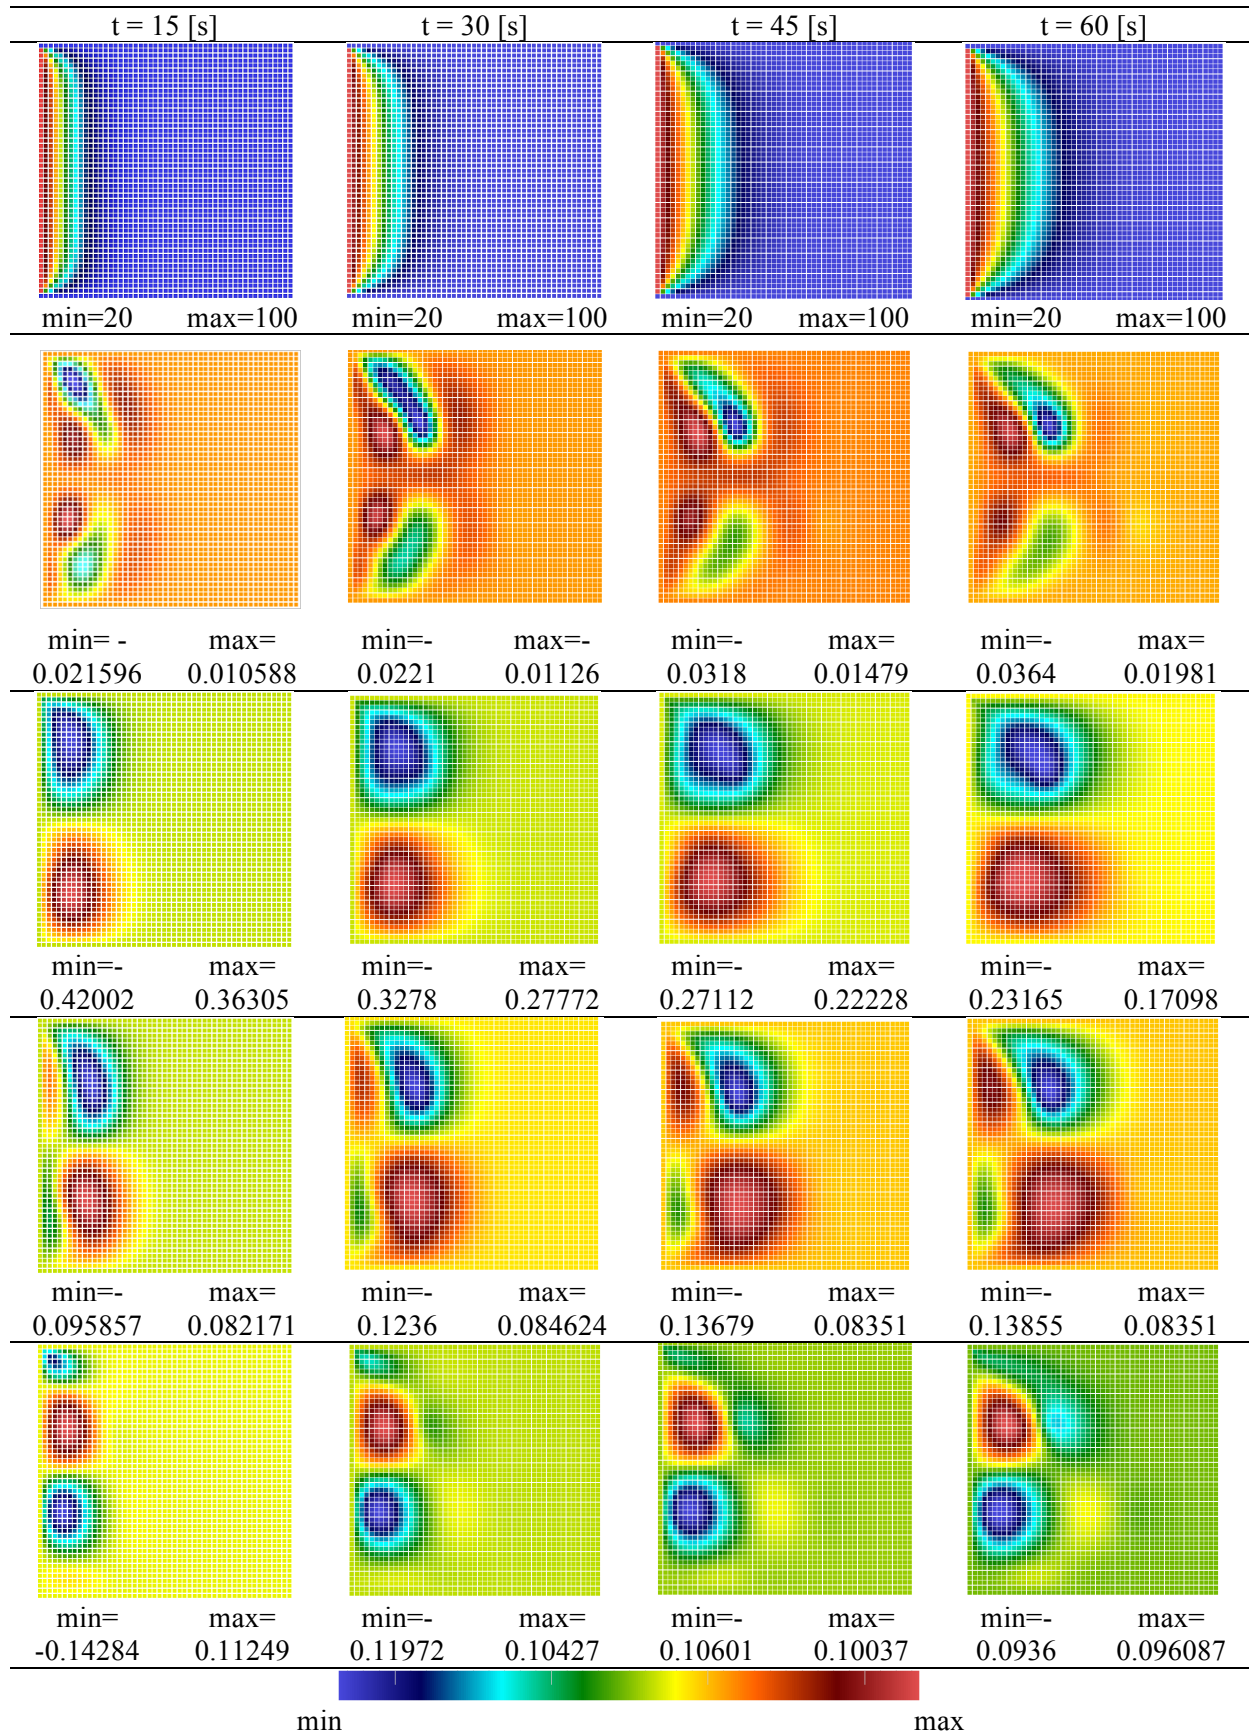 t = 15 [s] t = 30 [s] t = 45 [s] t = 60 [s]
min=20 max=100 min=20 max=100 min=20 max=100 min=20 max=100
min= - max= min=- max=- min=- max= min=- max=
0.021596 0.010588 0.0221 0.01126 0.0318 0.01479 0.0364 0.01981
min=- max= min=- max= min=- max= min=- max=
0.42002 0.36305 0.3278 0.27772 0.27112 0.22228 0.23165 0.17098
min=- max= min=- max= min=- max= min=- max=
0.095857 0.082171 0.1236 0.084624 0.13679 0.08351 0.13855 0.08351
min= max= min=- max= min=- max= min=- max=
-0.14284 0.11249 0.11972 0.10427 0.10601 0.10037 0.0936 0.096087
min max